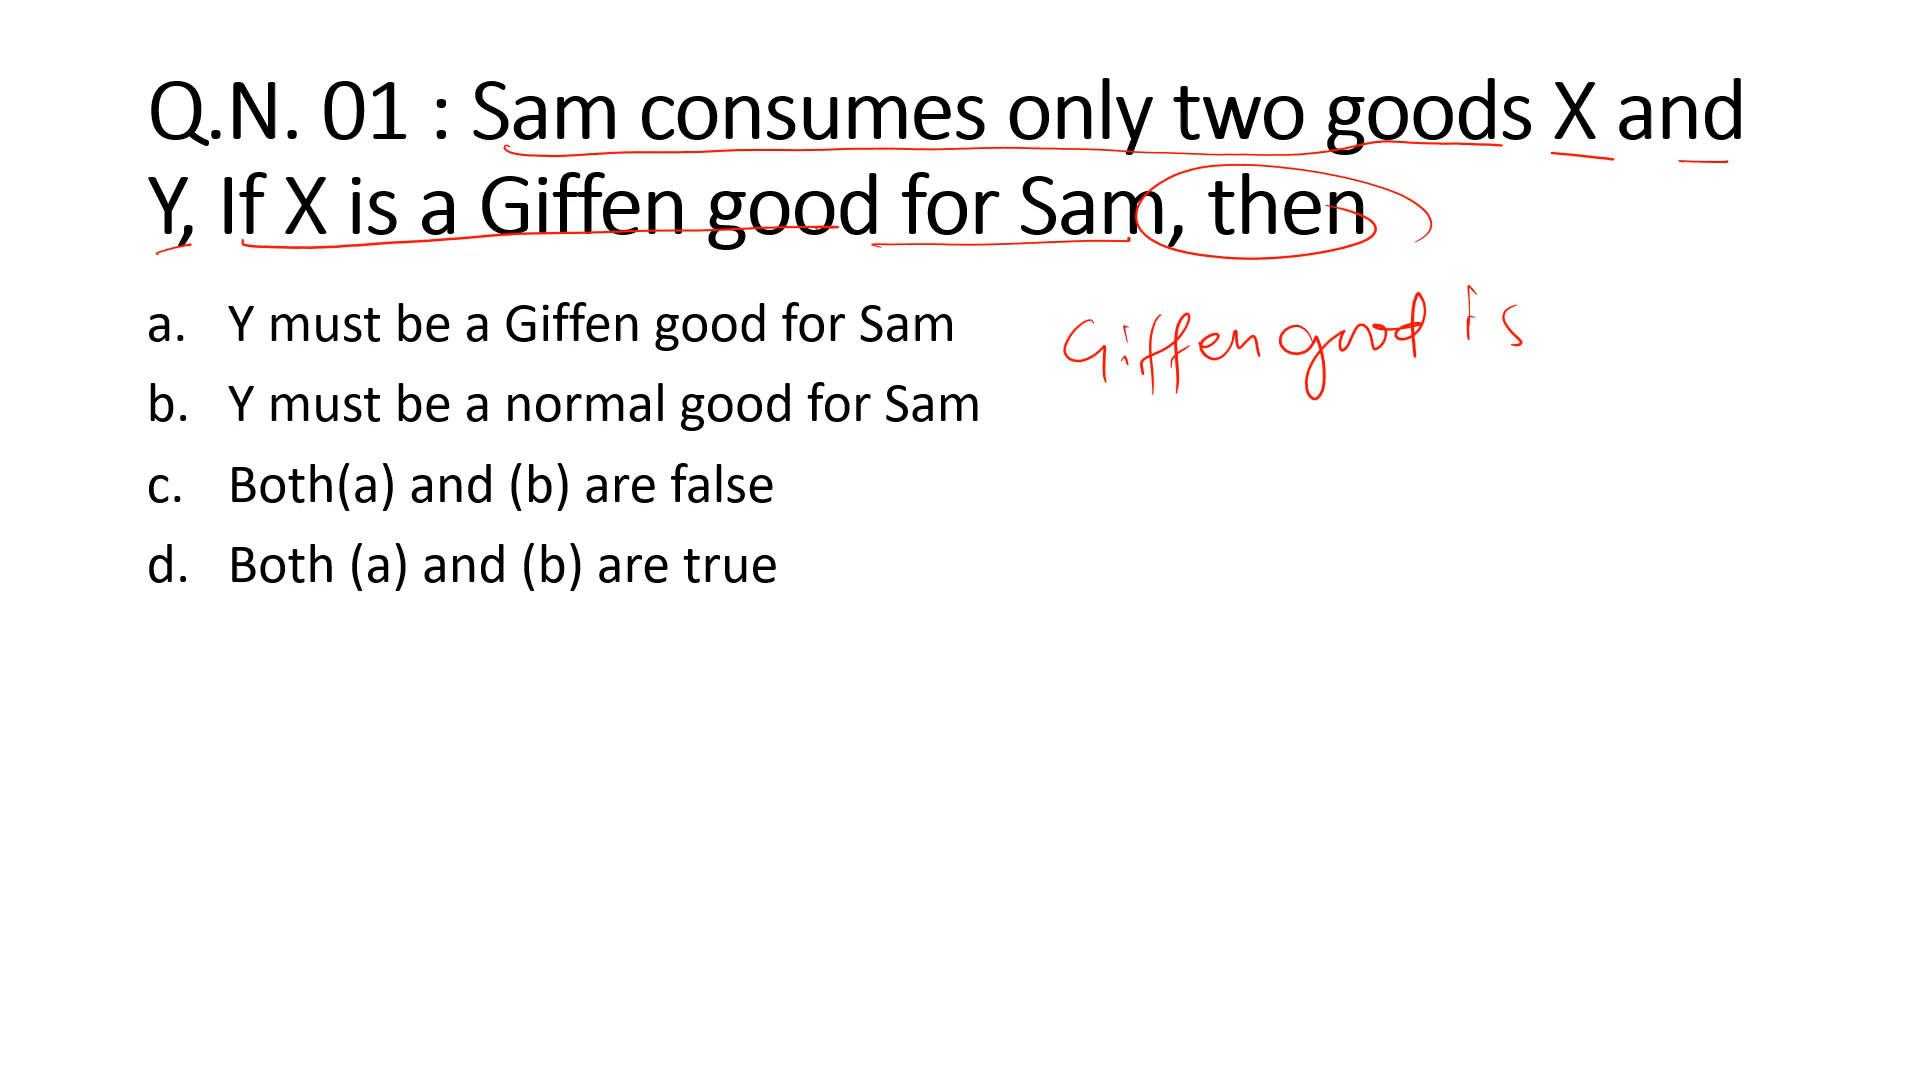 Q.N. 01 : Sam consumes only two goods X and
Y, If X is a Giffen good for Sam, then
a. Y must be a Giffen good for Sam
Giffen good is
b. Y must be a normal good for Sam
c. Both(a) and (b) are false
d. Both (a) and (b) are true